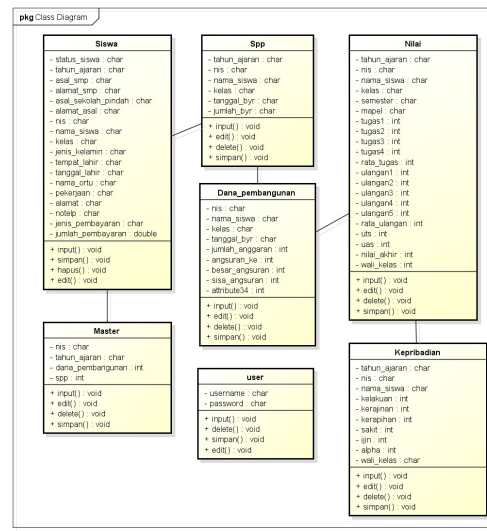 pkg Class Diagram
Siswa
- status_siswa : char
- tahun_ajaran : char
- asal_smp : char
- alamat_smp : char
- asal_sekolah_pindah : char
- alamat_asal : char
- nis : char
- nama_siswa : char
- kelas : char
- jenis_kelamin : char
- tempat_lahir : char
- tanggal_lahir : char
- nama_ortu : char
- pekerjaan : char
- alamat : char
- notelp : char
- jenis_pembayaran : char
- jumlah_pembayaran : double
+ input() : void
+ simpan() : void
+ hapus() : void
+ edit() : void
Spp
- tahun_ajaran : char
- nis : char
- nama_siswa : char
- kelas : char
- tanggal_byr : char
- jumlah_byr : char
+ input() : void
+ edit() : void
+ delete() : void
+ simpan() : void
Nilai
- tahun_ajaran : char
- nis : char
- nama_siswa : char
- kelas : char
- semester : char
- mapel : char
- tugas1 : int
- tugas2 : int
- tugas3 : int
- tugas4 : int
- rata_tugas : int
- ulangan1 : int
- ulangan2 : int
- ulangan3 : int
- ulangan4 : int
- ulangan5 : int
- rata_ulangan : int
- uts : int
- uas : int
- nilai_akhir : int
- wali_kelas : char
+ input() : void
+ edit() : void
+ delete() : void
+ simpan() : void
Dana_pembangunan
- nis : char
- nama_siswa : char
- kelas : char
- tanggal_byr : char
- jumlah_anggaran : int
- angsuran_ke : int
- besar_angsuran : int
- sisa_angsuran : int
- attribute34 : int
+ input() : void
+ edit() : void
+ delete() : void
+ simpan() : void
Master
- nis : char
- tahun_ajaran : char
- dana_pembangunan : int
- spp : int
+ input() : void
+ edit() : void
+ delete() : void
+ simpan() : void
user
- username : char
- password : char
+ input() : void
+ delete() : void
+ simpan() : void
+ edit() : void
Kepribadian
- tahun_ajaran : char
- nis : char
- nama_siswa : char
- kelakuan : int
- kerajinan : int
- kerapihan : int
- sakit : int
- ijin : int
- alpha : int
- wali_kelas : char
+ input() : void
+ edit() : void
+ delete() : void
+ simpan() : void